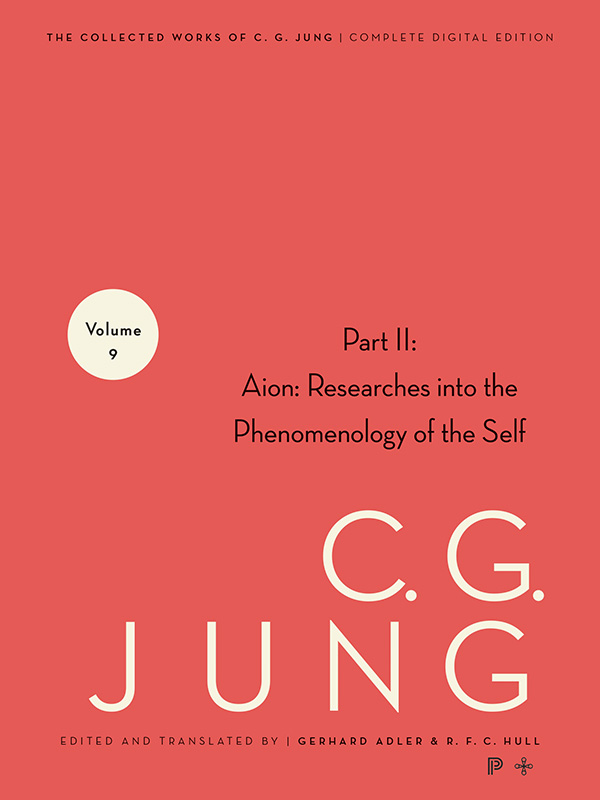 THE COLLECTED WORKS OF C. G. JUNG | COMPLETE DIGITAL EDITION
Volume
9
Part II:
Aion: Researches into the
Phenomenology of the Self
C. G.
JUNG
EDITED AND TRANSLATED BY | GERHARD ADLER & R. F. C. HULL